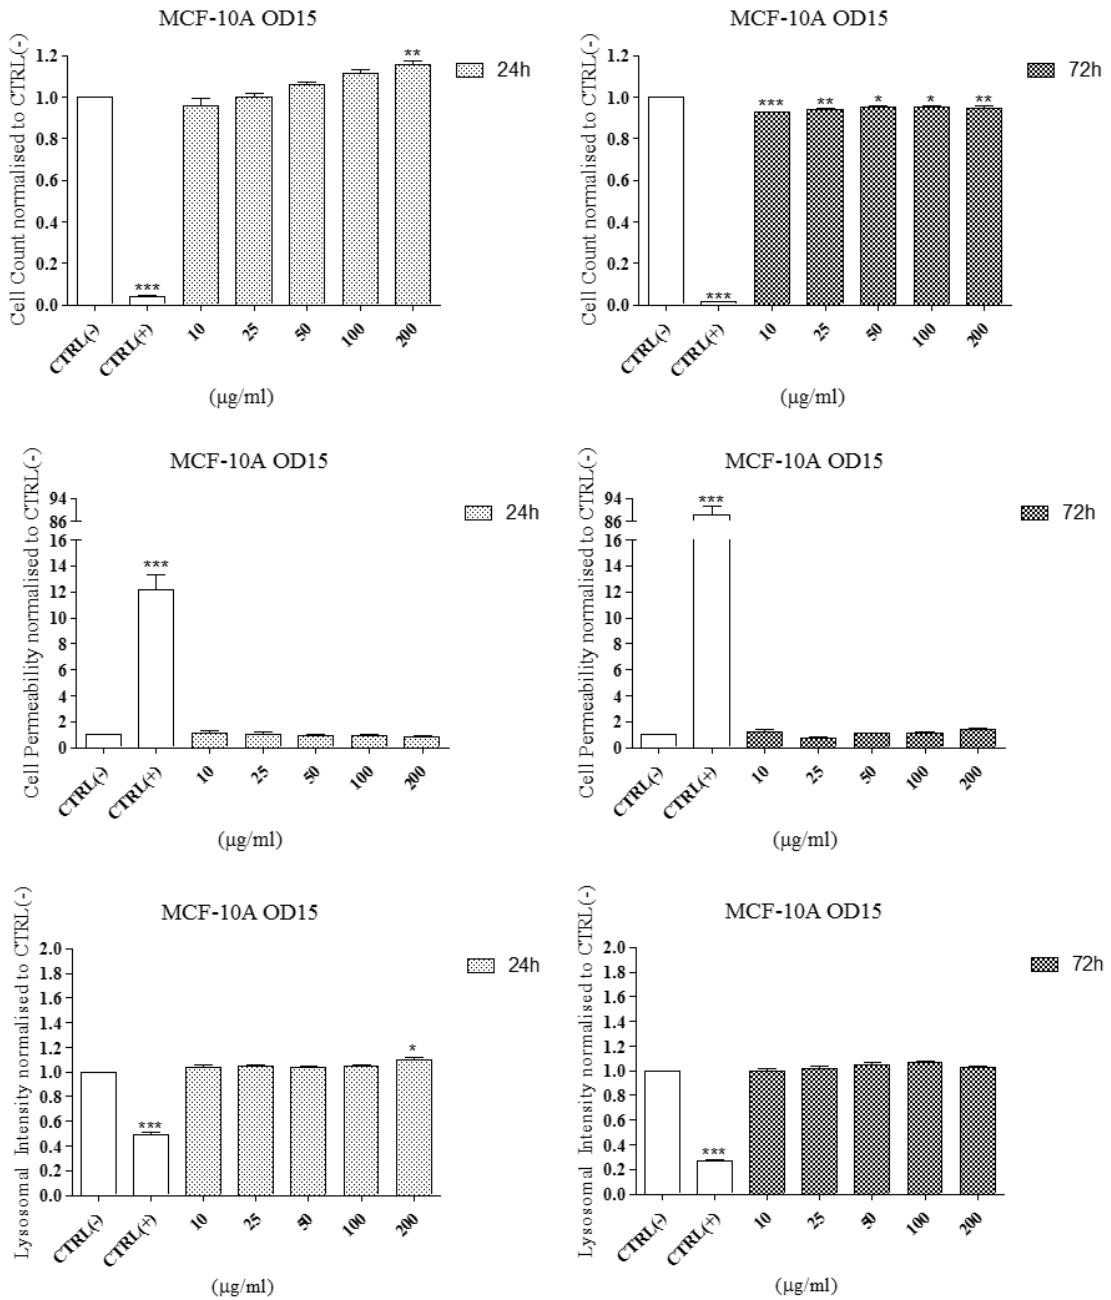 MCF-10A OD15
Cell Count normalised to CTRL(-)
1.2
1.0
0.8
0.6
0.4
0.2
0.0
**
***
24h
CTRL(-)
CTRL(+)
10
25
50
100
200
(µg/ml)
MCF-10A OD15
Cell Count normalised to CTRL(-)
1.2
1.0
0.8
0.6
0.4
0.2
0.0
***
***
**
*
*
**
72h
CTRL(-)
CTRL(+)
10
25
50
100
200
(µg/ml)
MCF-10A OD15
Cell Permeability normalised to CTRL(-)
94
86
16
14
12
10
8
6
4
2
0
***
24h
CTRL(-)
CTRL(+)
10
25
50
100
200
(µg/ml)
MCF-10A OD15
Cell Permeability normalised to CTRL(-)
94
86
16
14
12
10
8
6
4
2
0
***
72h
CTRL(-)
CTRL(+)
10
25
50
100
200
(µg/ml)
MCF-10A OD15
Lysosomal Intensity normalised to CTRL(-)
2.0
1.8
1.6
1.4
1.2
1.0
0.8
0.6
0.4
0.2
0.0
***
*
24h
CTRL(-)
CTRL(+)
10
25
50
100
200
(µg/ml)
MCF-10A OD15
Lysosomal Intensity normalised to CTRL(-)
2.0
1.8
1.6
1.4
1.2
1.0
0.8
0.6
0.4
0.2
0.0
***
72h
CTRL(-)
CTRL(+)
10
25
50
100
200
(µg/ml)